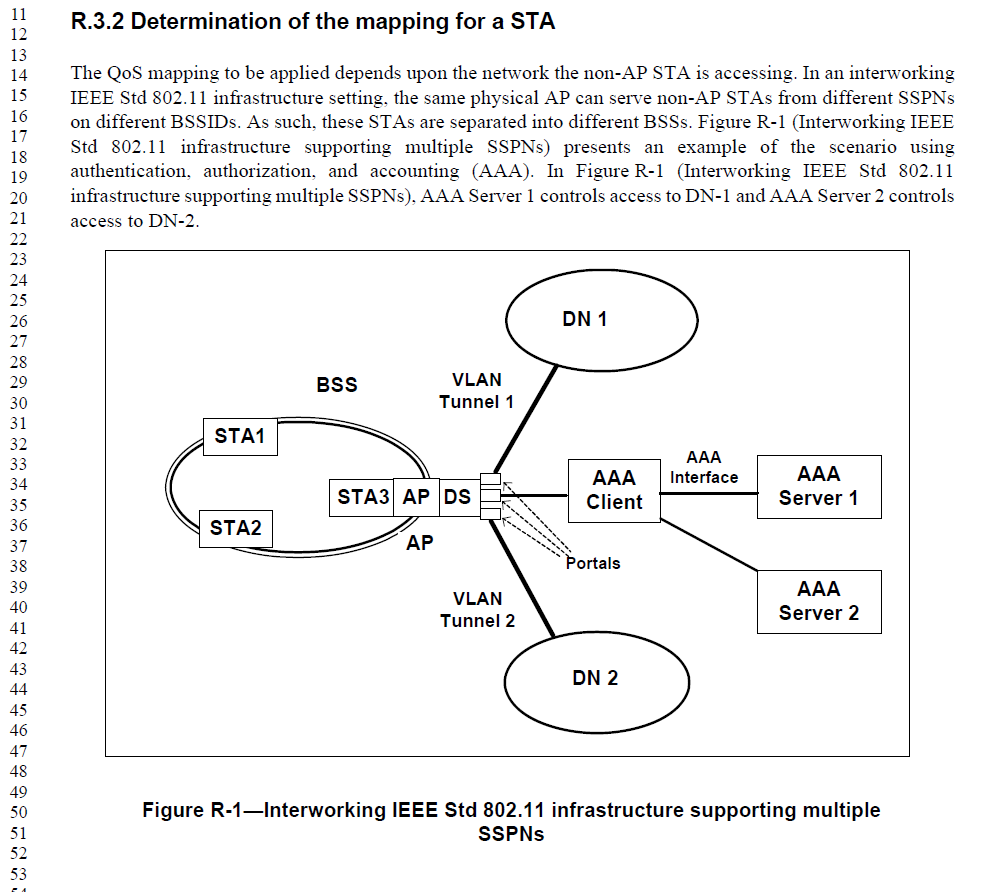 11
12
13
14
15
16
17
18
19
20
21
22
23
24
25
26
27
28
29
30
31
32
33
34
35
36
37
38
39
40
41
42
43
44
45
46
47
48
49
50
51
52
53
R.3.2 Determination of the mapping for a STA
The QoS mapping to be applied depends upon the network the non-AP STA is accessing. In an interworking
IEEE Std 802.11 infrastructure setting, the same physical AP can serve non-AP STAs from different SSPNs
on different BSSIDs. As such, these STAs are separated into different BSSs. Figure R-1 (Interworking IEEE
Std 802.11 infrastructure supporting multiple SSPNs) presents an example of the scenario using
authentication, authorization, and accounting (AAA). In Figure R-1 (Interworking IEEE Std 802.11
infrastructure supporting multiple SSPNs), AAA Server 1 controls access to DN-1 and AAA Server 2 controls
access to DN-2.
DN 1
BSS
VLAN
Tunnel 1
STA1
STA2
STA3
AP
DS
AP
AAA
Client
AAA
Interface
AAA
Server 1
Portals
AAA
Server 2
VLAN
Tunnel 2
DN 2
Figure R-1—Interworking IEEE Std 802.11 infrastructure supporting multiple
SSPNs